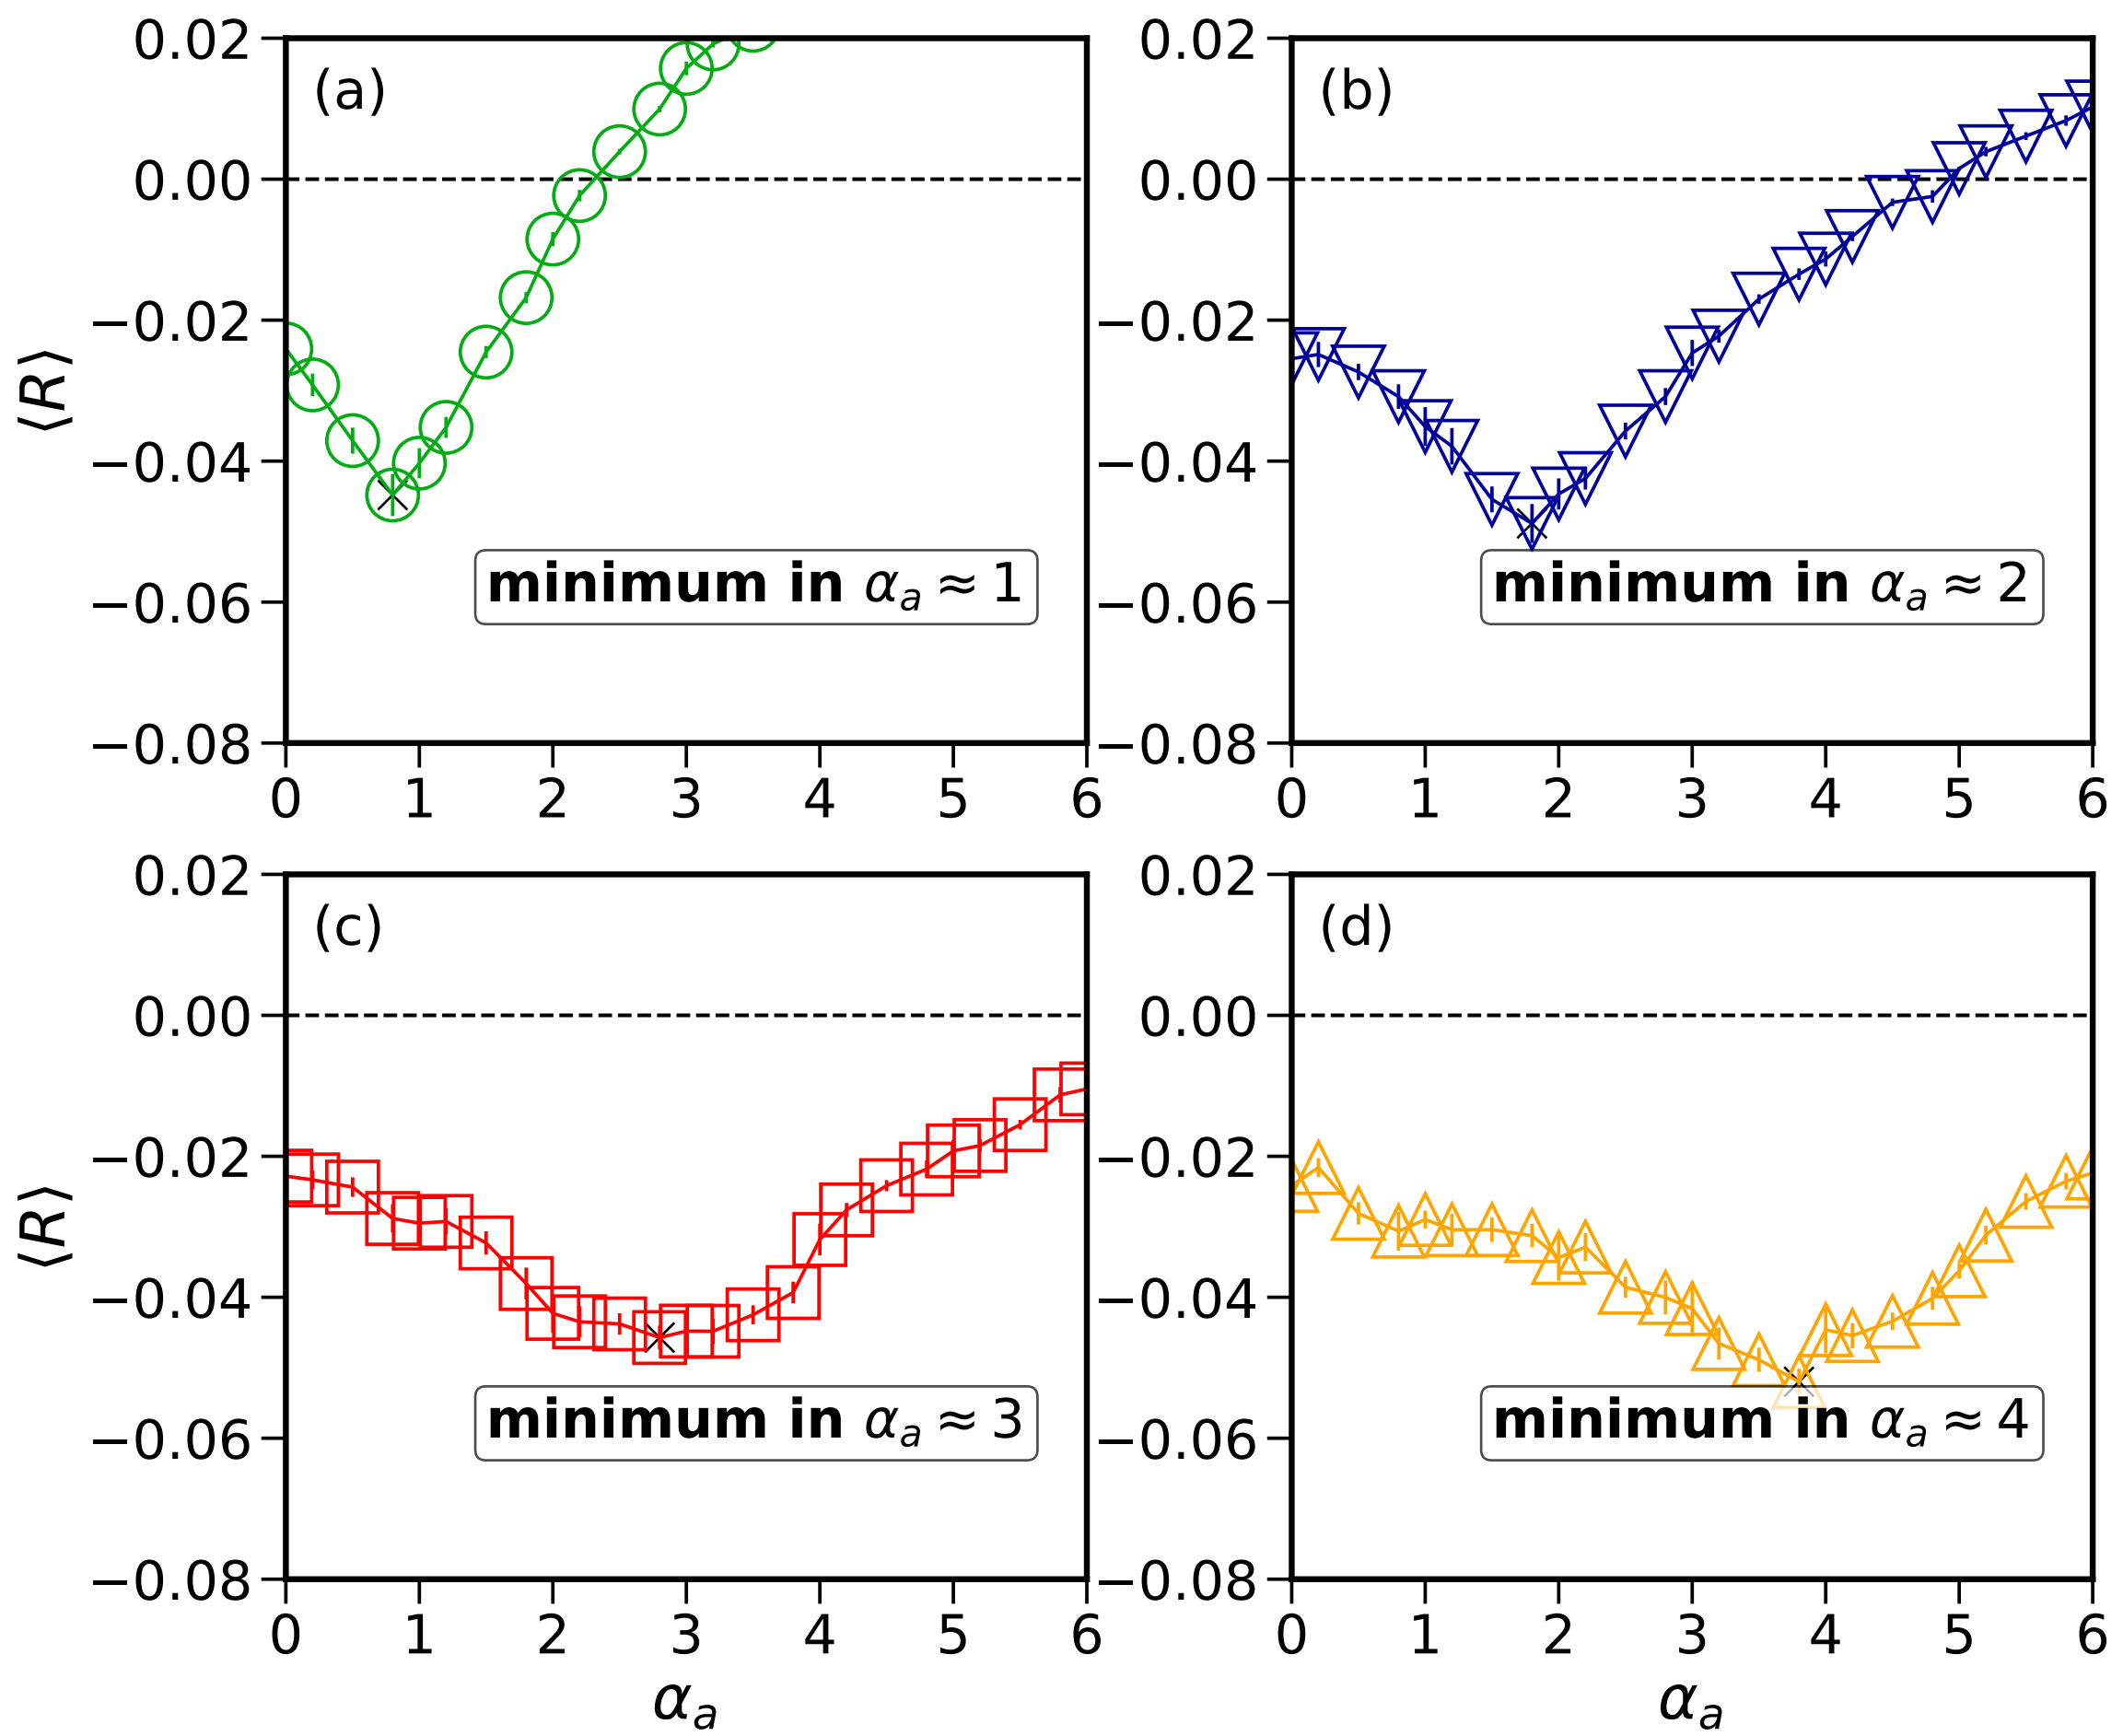 0.02
0.00
−0.02
−0.04
−0.06
−0.08
⟨R⟩
(a)
minimum in αₐ ≈ 1
0 1 2 3 4 5 6
0.02
0.00
−0.02
−0.04
−0.06
−0.08
(b)
minimum in αₐ ≈ 2
0 1 2 3 4 5 6
0.02
0.00
−0.02
−0.04
−0.06
−0.08
⟨R⟩
(c)
minimum in αₐ ≈ 3
0 1 2 3 4 5 6
αₐ
0.02
0.00
−0.02
−0.04
−0.06
−0.08
(d)
minimum in αₐ ≈ 4
0 1 2 3 4 5 6
αₐ